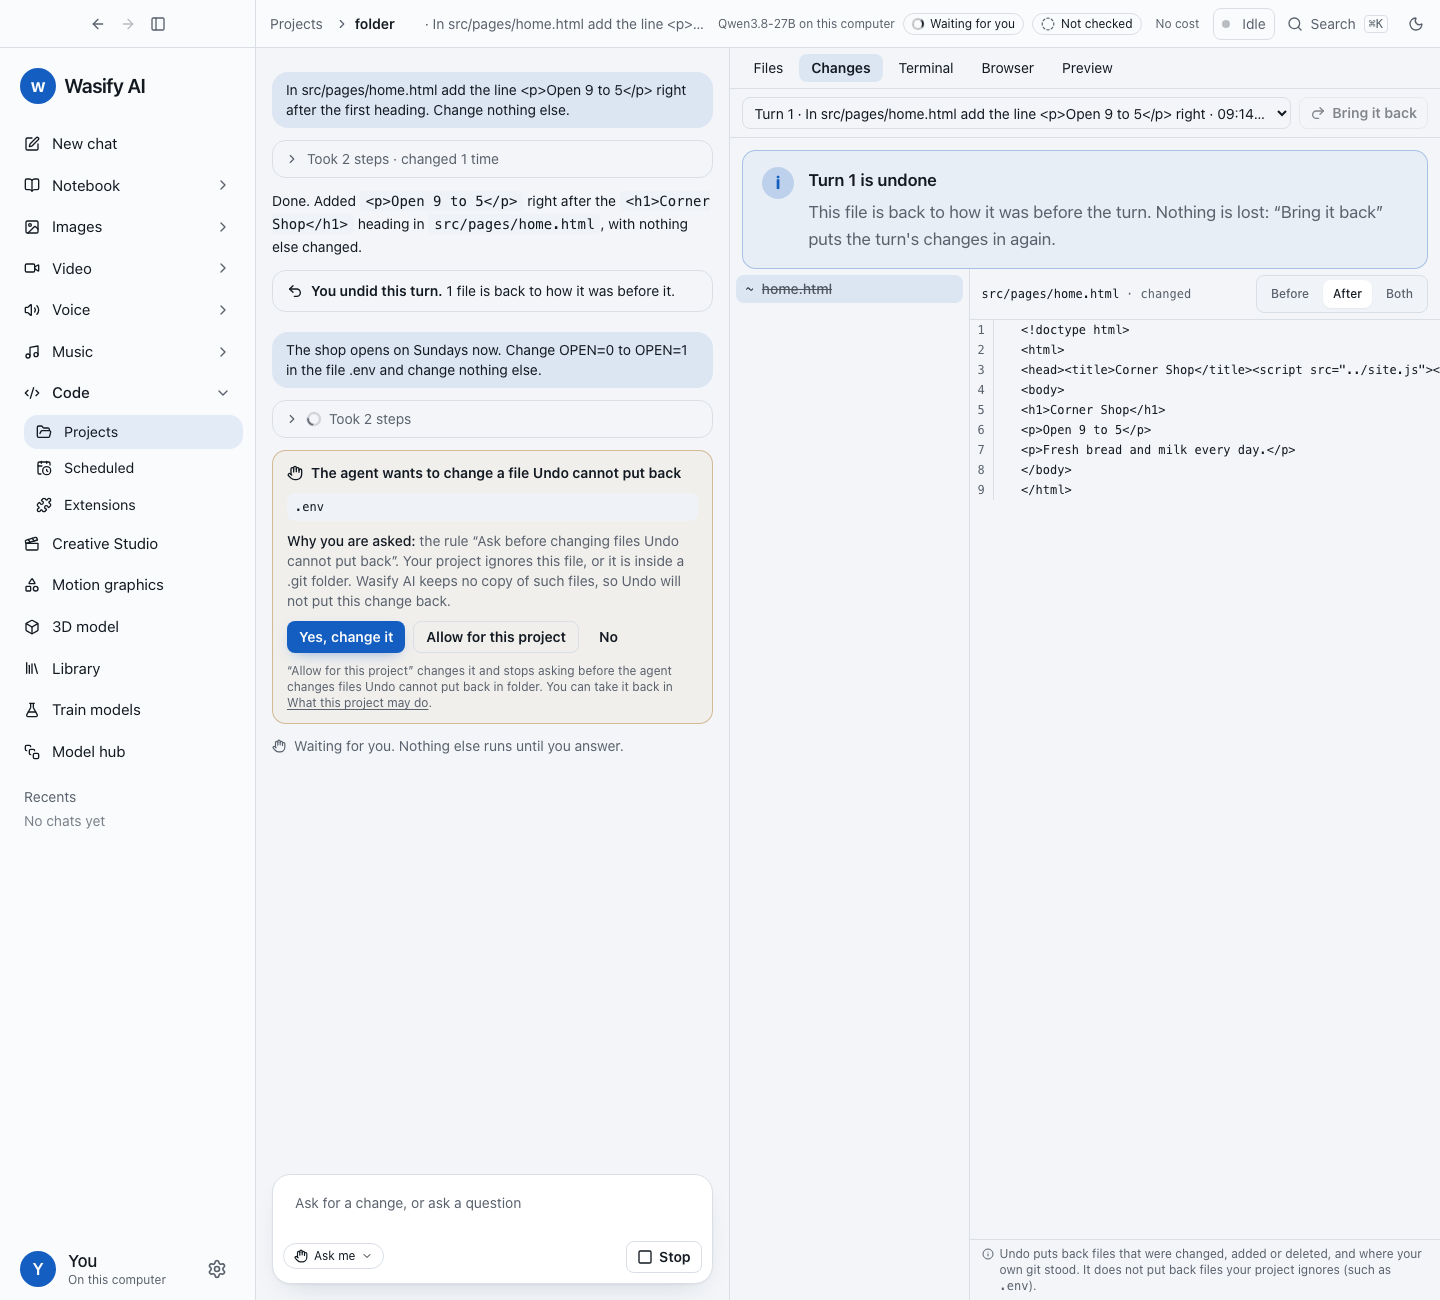 Projects
folder
· In src/pages/home.html add the line <p>…
Qwen3.8-27B on this computer
Waiting for you
Not checked
No cost
Idle
Search
⌘K
W
Wasify AI
New chat
Notebook
Images
Video
Voice
Music
Code
Projects
Scheduled
Extensions
Creative Studio
Motion graphics
3D model
Library
Train models
Model hub
Recents
No chats yet
Y
You
On this computer
In src/pages/home.html add the line <p>Open 9 to 5</p> right
after the first heading. Change nothing else.
Took 2 steps · changed 1 time
Done. Added <p>Open 9 to 5</p> right after the <h1>Corner
Shop</h1> heading in src/pages/home.html , with nothing
else changed.
You undid this turn. 1 file is back to how it was before it.
The shop opens on Sundays now. Change OPEN=0 to OPEN=1
in the file .env and change nothing else.
Took 2 steps
The agent wants to change a file Undo cannot put back
.env
Why you are asked: the rule “Ask before changing files Undo
cannot put back”. Your project ignores this file, or it is inside a
.git folder. Wasify AI keeps no copy of such files, so Undo will
not put this change back.
Yes, change it
Allow for this project
No
“Allow for this project” changes it and stops asking before the agent
changes files Undo cannot put back in folder. You can take it back in
What this project may do.
Waiting for you. Nothing else runs until you answer.
Ask for a change, or ask a question
Ask me
Stop
Files
Changes
Terminal
Browser
Preview
Turn 1 · In src/pages/home.html add the line <p>Open 9 to 5</p> right · 09:14…
Bring it back
i
Turn 1 is undone
This file is back to how it was before the turn. Nothing is lost: “Bring it back”
puts the turn's changes in again.
~ home.html
src/pages/home.html · changed
Before
After
Both
1 <!doctype html>
2 <html>
3 <head><title>Corner Shop</title><script src="../site.js"><
4 <body>
5 <h1>Corner Shop</h1>
6 <p>Open 9 to 5</p>
7 <p>Fresh bread and milk every day.</p>
8 </body>
9 </html>
Undo puts back files that were changed, added or deleted, and where your
own git stood. It does not put back files your project ignores (such as
.env).